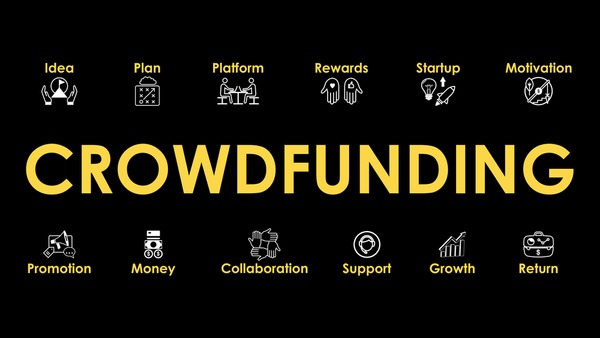 Idea Plan Platform Rewards Startup Motivation
CROWDFUNDING
Promotion Money Collaboration Support Growth Return